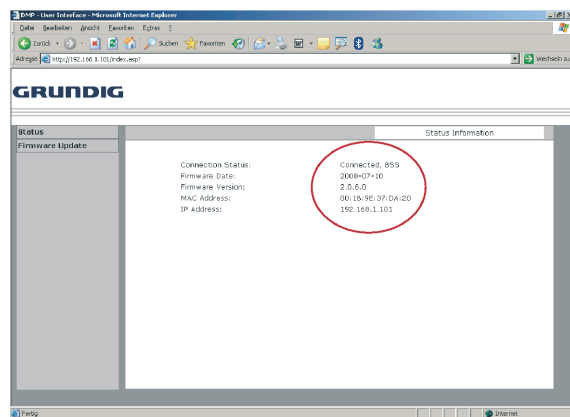 DMP - User Interface - Microsoft Internet Explorer
Datei Bearbeiten Ansicht Favoriten Extras ?
Zurück Suchen Favoriten
Adresse http://192.168.1.101/index.asp? Wechseln zu
GRUNDIG
Status
Status Information
Firmware Update
Connection Status: Connected, BSS
Firmware Date: 2008-07-10
Firmware Version: 2.0.6.0
MAC Address: 00:1B:9E:37:DA:2D
IP Address: 192.168.1.101
Fertig Internet